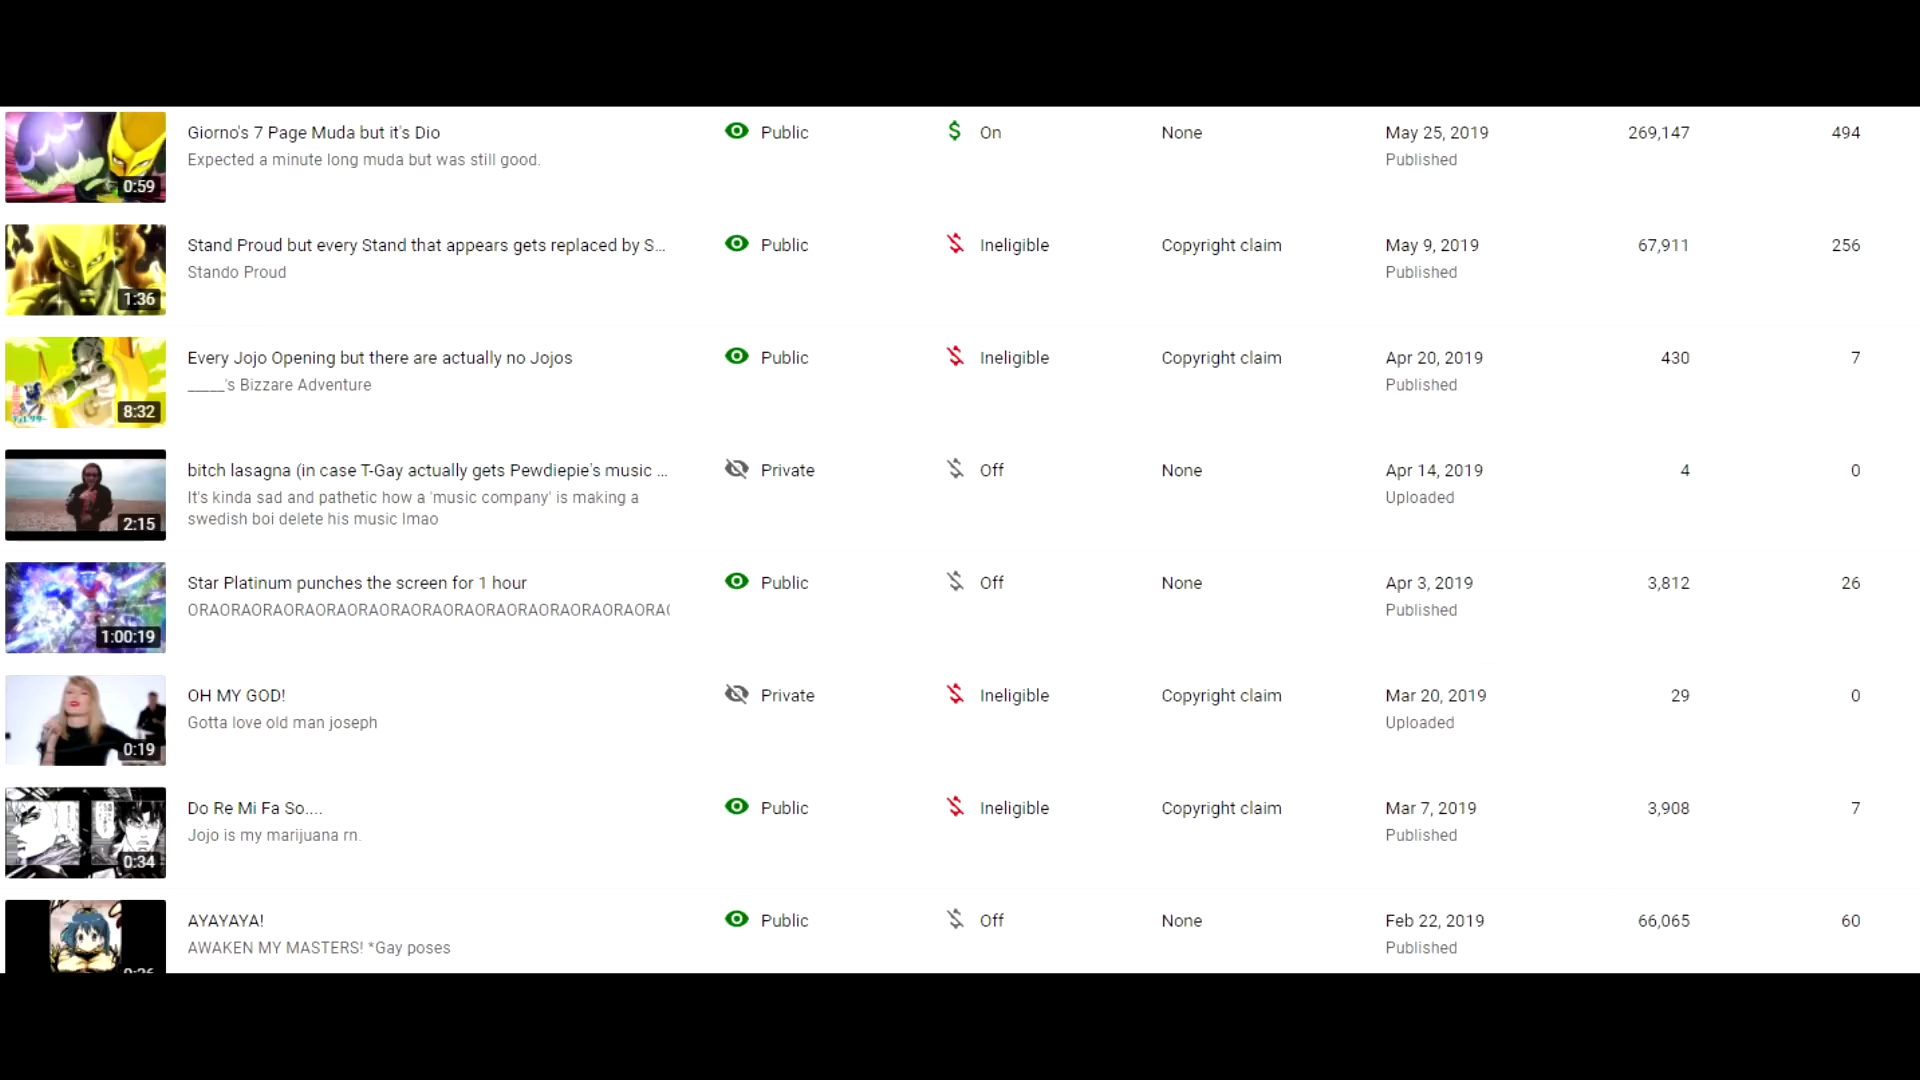 Giorno's 7 Page Muda but it's Dio
Expected a minute long muda but was still good.
0:59
Public
On
None
May 25, 2019
Published
269,147
494
Stand Proud but every Stand that appears gets replaced by S...
Stando Proud
1:36
Public
Ineligible
Copyright claim
May 9, 2019
Published
67,911
256
Every Jojo Opening but there are actually no Jojos
_____'s Bizzare Adventure
8:32
Public
Ineligible
Copyright claim
Apr 20, 2019
Published
430
7
bitch lasagna (in case T-Gay actually gets Pewdiepie's music ...
It's kinda sad and pathetic how a 'music company' is making a
swedish boi delete his music lmao
2:15
Private
Off
None
Apr 14, 2019
Uploaded
4
0
Star Platinum punches the screen for 1 hour
ORAORAORAORAORAORAORAORAORAORAORAORAORAORAORAORA(
1:00:19
Public
Off
None
Apr 3, 2019
Published
3,812
26
OH MY GOD!
Gotta love old man joseph
0:19
Private
Ineligible
Copyright claim
Mar 20, 2019
Uploaded
29
0
Do Re Mi Fa So....
Jojo is my marijuana rn.
0:34
Public
Ineligible
Copyright claim
Mar 7, 2019
Published
3,908
7
AYAYAYA!
AWAKEN MY MASTERS! *Gay poses
Public
Off
None
Feb 22, 2019
Published
66,065
60